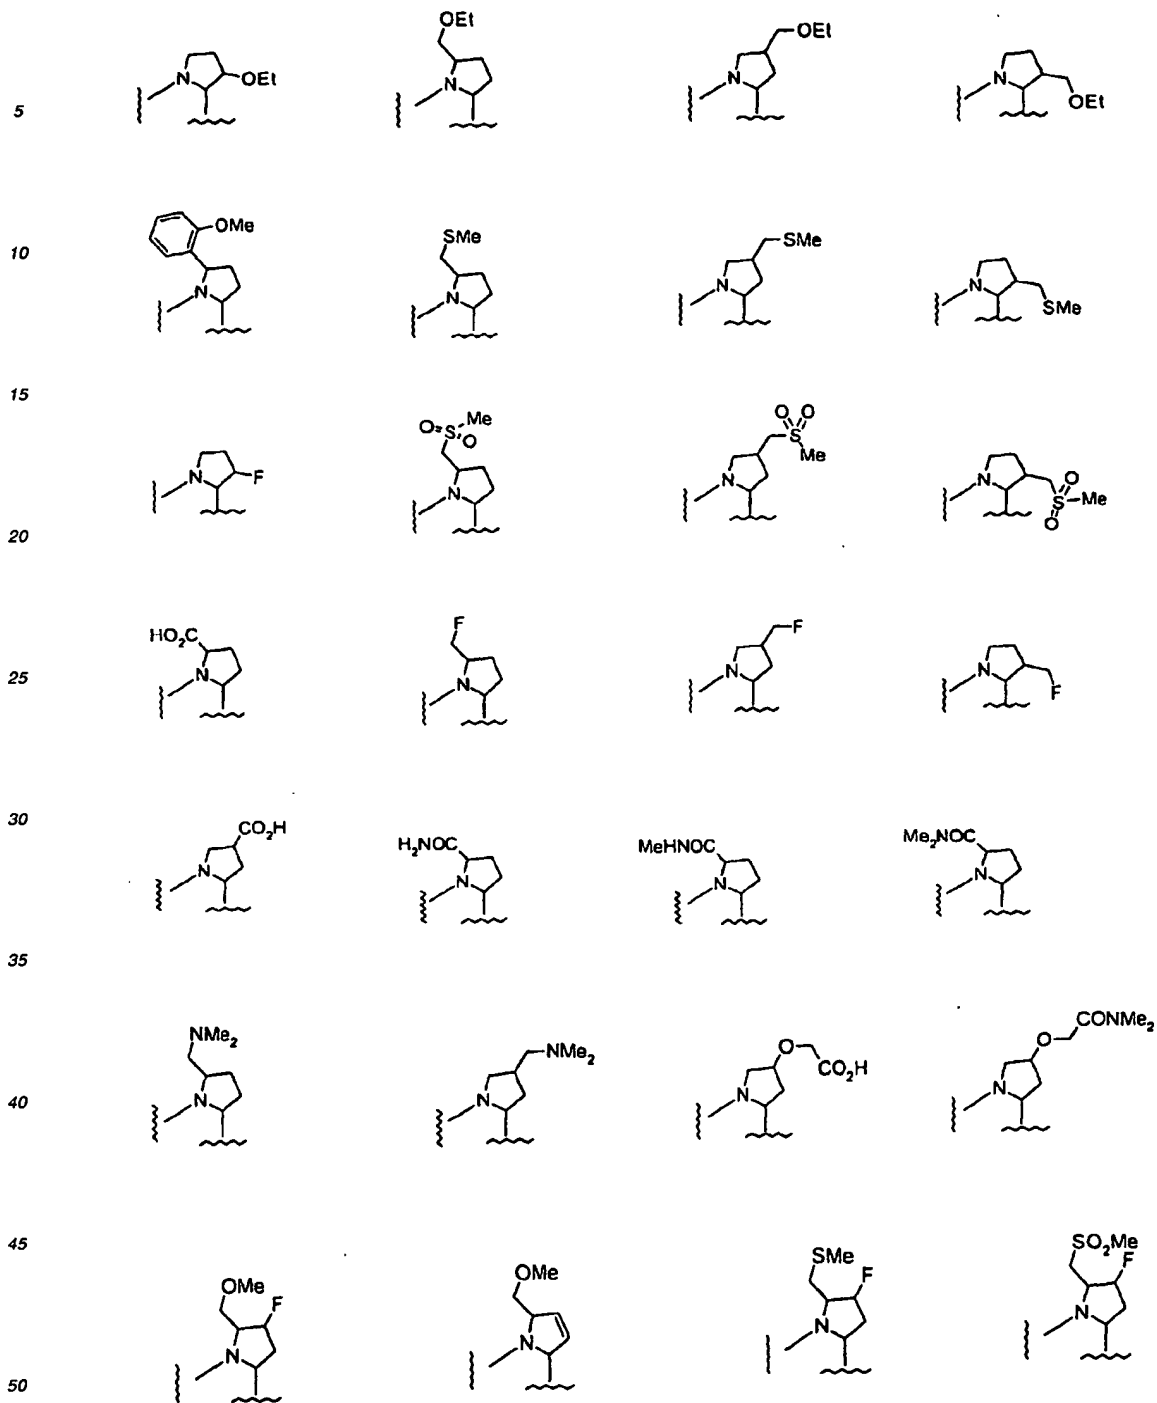 OEt
N OEt
N
OEt
N
N OEt
5
OMe
N
SMe
N
SMe
N
N SMe
10
15
N F
O=S=O Me
N
O O
S
Me
N
N O
S-Me
O
20
HO₂C
N
F
N
F
N
N F
25
30
CO₂H
N
H₂NOC
N
MeHNOC
N
Me₂NOC
N
35
NMe₂
N
NMe₂
N
O CO₂H
N
O CONMe₂
N
40
45
OMe
F
N
OMe
N
SMe
F
N
SO₂Me
F
N
50